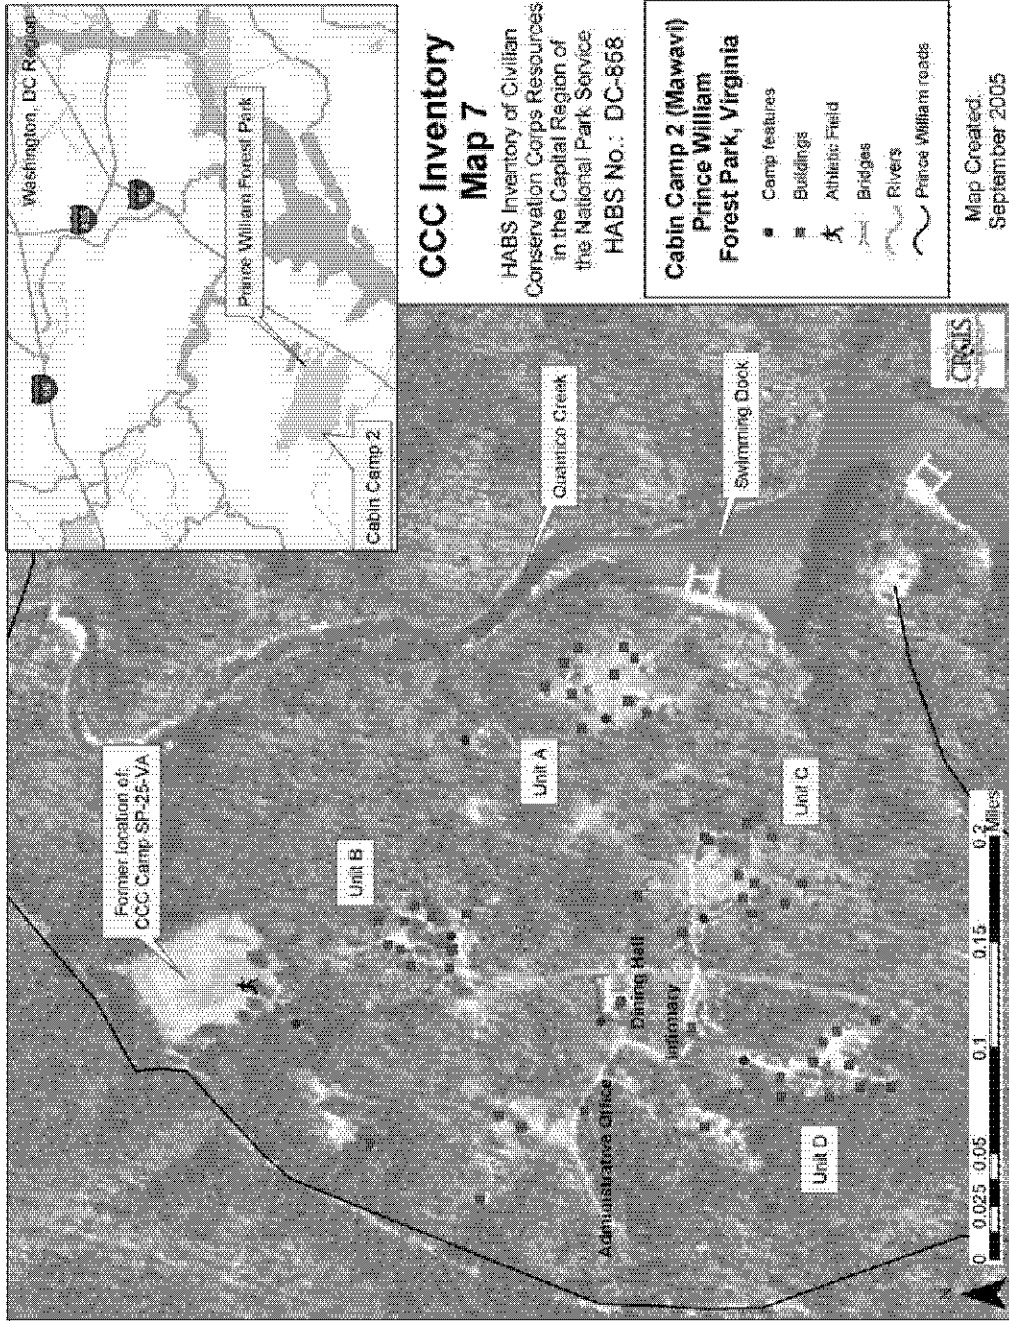 Washington, DC Region
Prince William Forest Park
Cabin Camp 2
CCC Inventory
Map 7
HABS Inventory of Civilian
Conservation Corps Resources
in the Capital Region of
the National Park Service
HABS No.: DC-858
Cabin Camp 2 (Mawavi)
Prince William
Forest Park, Virginia
Camp features
Buildings
Athletic Field
Bridges
Rivers
Prince William roads
Map Created:
September 2005
Former location of:
CCC Camp SP-25-VA
Quantico Creek
Swimming Dock
Unit B
Unit A
Unit C
Dining Hall
Infirmary
Administrative Office
Unit D
CRGIS
N
0 0.025 0.05 0.1 0.15 0.2
Miles